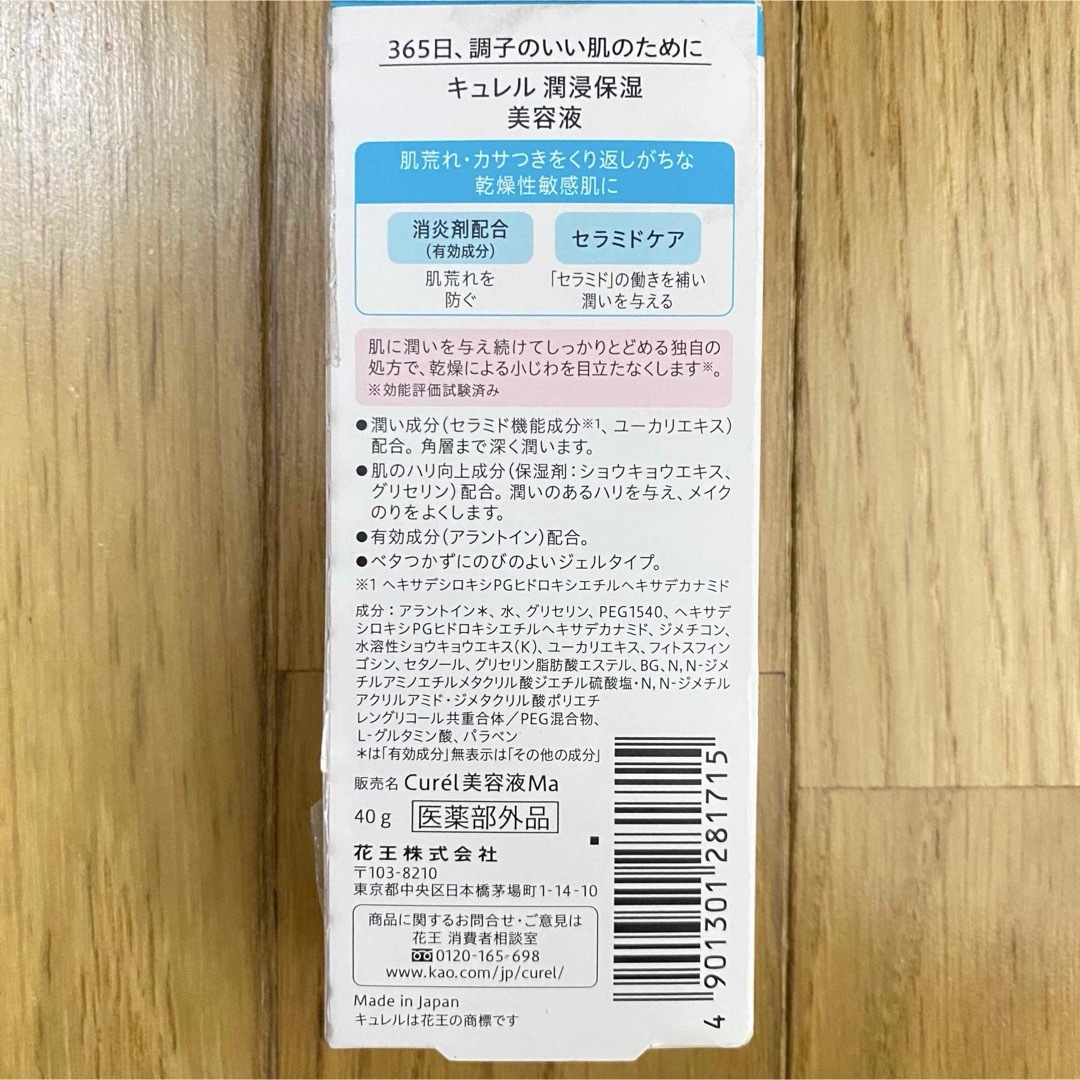 365日、調子のいい肌のために
キュレル 潤浸保湿
美容液
肌荒れ・カサつきをくり返しがちな
乾燥性敏感肌に
消炎剤配合
(有効成分)
セラミドケア
肌荒れを
防ぐ
「セラミド」の働きを補い
潤いを与える
肌に潤いを与え続けてしっかりとどめる独自の
処方で、乾燥による小じわを目立たなくします※。
※効能評価試験済み
●潤い成分(セラミド機能成分※1、ユーカリエキス)
配合。角層まで深く潤います。
●肌のハリ向上成分(保湿剤:ショウキョウエキス、
グリセリン)配合。潤いのあるハリを与え、メイク
のりをよくします。
●有効成分(アラントイン)配合。
●ベタつかずにのびのよいジェルタイプ。
※1 ヘキサデシロキシPGヒドロキシエチルヘキサデカナミド
成分:アラントイン*、水、グリセリン、PEG1540、ヘキサデ
シロキシPGヒドロキシエチルヘキサデカナミド、ジメチコン、
水溶性ショウキョウエキス(K)、ユーカリエキス、フィトスフィン
ゴシン、セタノール、グリセリン脂肪酸エステル、BG、N,N-ジメ
チルアミノエチルメタクリル酸ジエチル硫酸塩・N,N-ジメチル
アクリルアミド・ジメタクリル酸ポリエチ
レングリコール共重合体/PEG混合物、
L-グルタミン酸、パラベン
*は「有効成分」無表示は「その他の成分」
販売名 Curél美容液Ma
40g 医薬部外品
花王株式会社
〒103-8210
東京都中央区日本橋茅場町1-14-10
商品に関するお問合せ・ご意見は
花王 消費者相談室
0120-165-698
www.kao.com/jp/curel/
Made in Japan
キュレルは花王の商標です
4 901301 281715